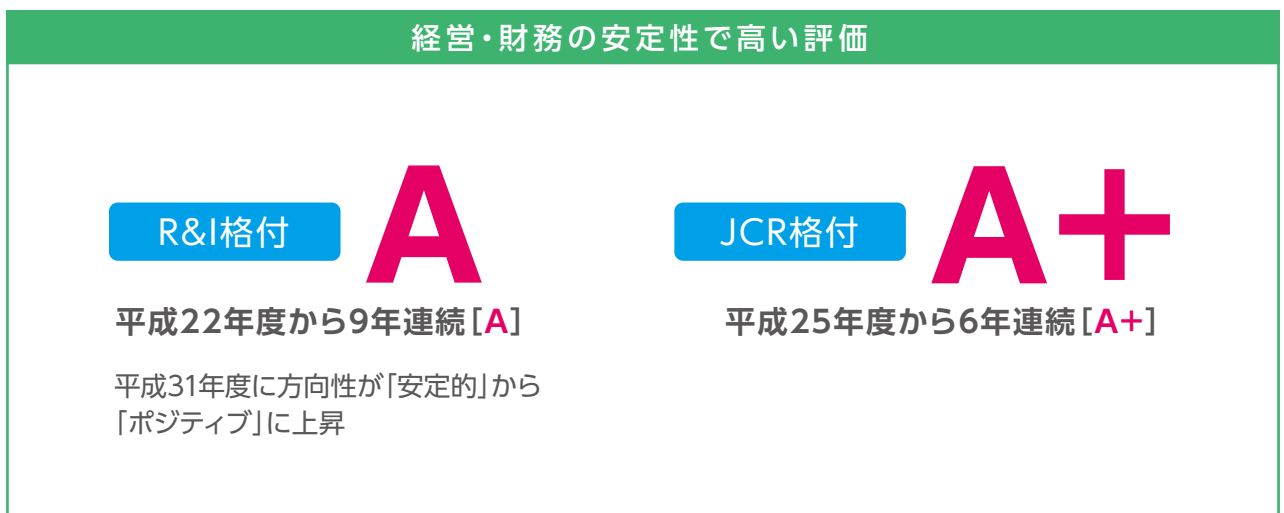 経営・財務の安定性で高い評価
R&I格付 A
平成22年度から9年連続[A]
平成31年度に方向性が「安定的」から
「ポジティブ」に上昇
JCR格付 A+
平成25年度から6年連続[A+]